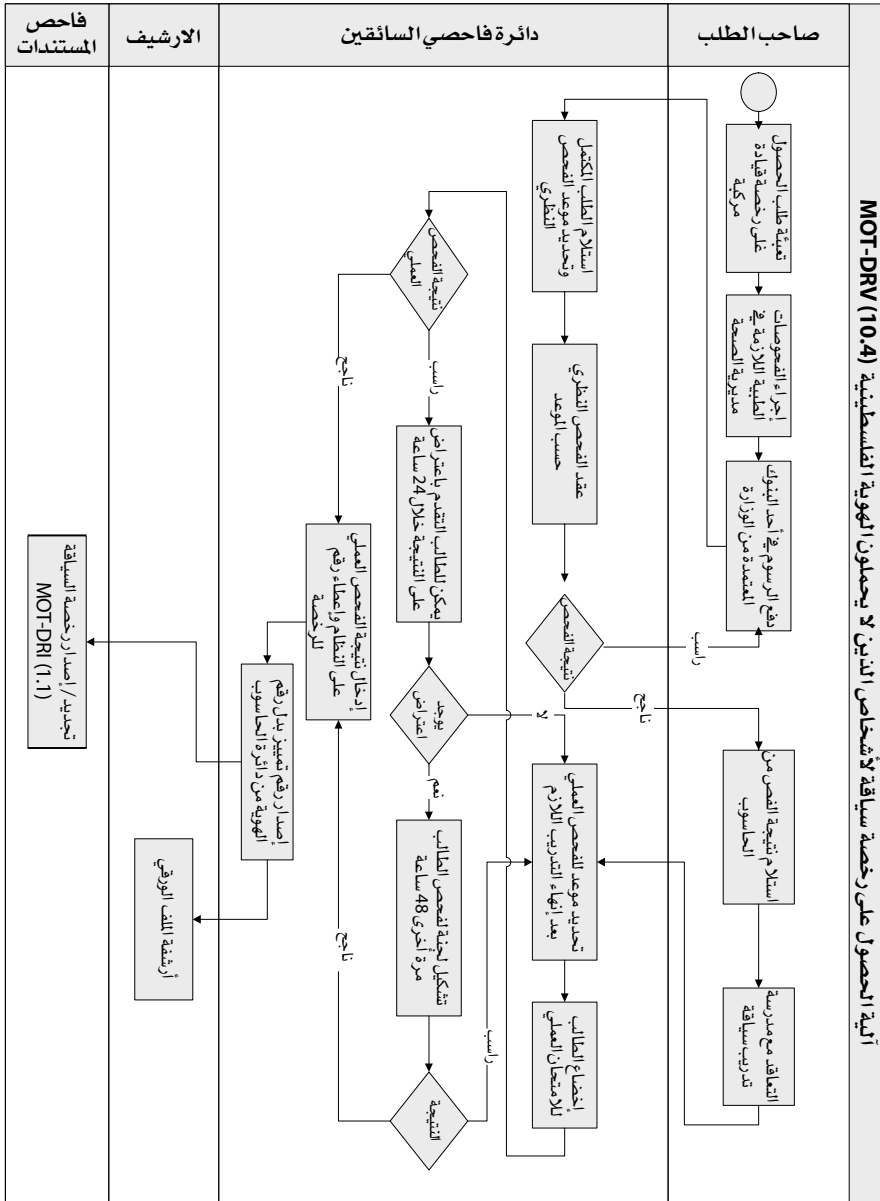 آلية الحصول على رخصة سياقة لأشخاص الذين لا يحملون الهوية الفلسطينية MOT-DRV (10.4)
صاحب الطلب
دائرة فاحصي السائقين
الارشيف
فاحص
المستندات
تعبئة طلب الحصول
على رخصة قيادة
مركبة
إجراء الفحوصات
الطبية اللازمة في
مديرية الصحة
دفع الرسوم في أحد البنوك
المعتمدة من الوزارة
استلام الطلب المكتمل
وتحديد موعد الفحص
النظري
عقد الفحص النظري
حسب الموعد
نتيجة الفحص
راسب
ناجح
استلام نتيجة الفص من
الحاسوب
التعاقد مع مدرسة
تدريب سياقة
تحديد موعد للفحص العملي
بعد إنهاء التدريب اللازم
إخضاع الطالب
للامتحان العملي
نتيجة الفحص
العملي
راسب
ناجح
يمكن للطالب التقدم باعتراض
على النتيجة خلال 24 ساعة
يوجد
اعتراض
لا
نعم
تشكيل لجنة لفحص الطالب
مرة أخرى 48 ساعة
النتيجة
راسب
ناجح
إدخال نتيجة الفحص العملي
على النظام وإعطاء رقم
للرخصة
إصدار رقم تمييز بدل رقم
الهوية من دائرة الحاسوب
أرشفة الملف الورقي
تجديد / إصدار رخصة السياقة
MOT-DRI (1.1)